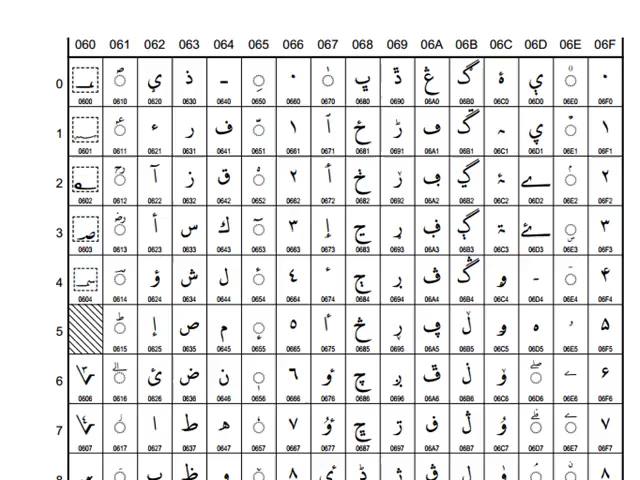 060 061 062 063 064 065 066 067 068 069 06A 06B 06C 06D 06E 06F
0 ؀ ◌ؐ ؠ ذ ـ ◌ِ ٠ ◌ٰ ڀ ڐ ڠ ڰ ۀ ې ◌۠ ۰
0600 0610 0620 0630 0640 0650 0660 0670 0680 0690 06A0 06B0 06C0 06D0 06E0 06F0
1 ؁ ◌ؑ ء ر ف ◌ّ ١ ٱ ځ ڑ ڡ ڱ ہ ۑ ◌ۡ ۱
0601 0611 0621 0631 0641 0651 0661 0671 0681 0691 06A1 06B1 06C1 06D1 06E1 06F1
2 ؂ ◌ؒ آ ز ق ◌ْ ٢ ٲ ڂ ڒ ڢ ڲ ۂ ے ◌ۢ ۲
0602 0612 0622 0632 0642 0652 0662 0672 0682 0692 06A2 06B2 06C2 06D2 06E2 06F2
3 ؃ ◌ؓ أ س ك ◌ٓ ٣ ٳ ڃ ړ ڣ ڳ ۃ ۓ ◌ۣ ۳
0603 0613 0623 0633 0643 0653 0663 0673 0683 0693 06A3 06B3 06C3 06D3 06E3 06F3
4 ؄ ◌ؔ ؤ ش ل ◌ٔ ٤ ٴ ڄ ڔ ڤ ڴ ۄ ۔ ◌ۤ ۴
0604 0614 0624 0634 0644 0654 0664 0674 0684 0694 06A4 06B4 06C4 06D4 06E4 06F4
5 ◌ؕ إ ص م ◌ٕ ٥ ٵ څ ڕ ڥ ڵ ۅ ە ۥ ۵
0615 0625 0635 0645 0655 0665 0675 0685 0695 06A5 06B5 06C5 06D5 06E5 06F5
6 ؆ ◌ؖ ئ ض ن ◌ٖ ٦ ٶ چ ږ ڦ ڶ ۆ ◌ۖ ۦ ۶
0606 0616 0626 0636 0646 0656 0666 0676 0686 0696 06A6 06B6 06C6 06D6 06E6 06F6
7 ؇ ◌ؗ ا ط ه ◌ٗ ٧ ٷ ڇ ڗ ڧ ڷ ۇ ◌ۗ ◌ۧ ۷
0607 0617 0627 0637 0647 0657 0667 0677 0687 0697 06A7 06B7 06C7 06D7 06E7 06F7
8 ب ظ و ٨ ٸ ڈ ژ ڨ ڸ ۈ ۸